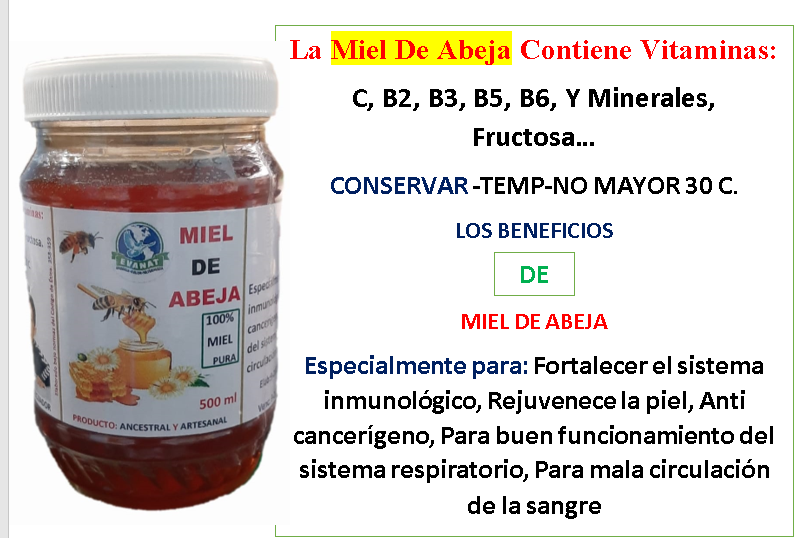 La Miel De Abeja Contiene Vitaminas:
C, B2, B3, B5, B6, Y Minerales,
Fructosa...
CONSERVAR -TEMP-NO MAYOR 30 C.
LOS BENEFICIOS
DE
MIEL DE ABEJA
Especialmente para: Fortalecer el sistema
inmunológico, Rejuvenece la piel, Anti
cancerígeno, Para buen funcionamiento del
sistema respiratorio, Para mala circulación
de la sangre
EVANAT
MIEL
DE
ABEJA
100%
MIEL
PURA
500 ml
PRODUCTO: ANCESTRAL Y ARTESANAL